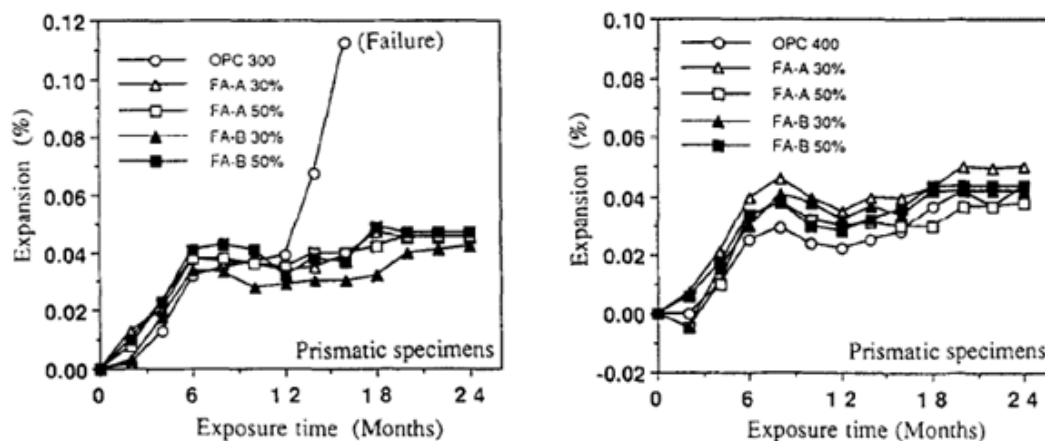 0.12
0.10
0.08
0.06
0.04
0.02
0.00
Expansion (%)
(Failure)
OPC 300
FA-A 30%
FA-A 50%
FA-B 30%
FA-B 50%
Prismatic specimens
0 6 12 18 24
Exposure time (Months)
0.10
0.08
0.06
0.04
0.02
0.00
-0.02
Expansion (%)
OPC 400
FA-A 30%
FA-A 50%
FA-B 30%
FA-B 50%
Prismatic specimens
0 6 12 18 24
Exposure time (Months)